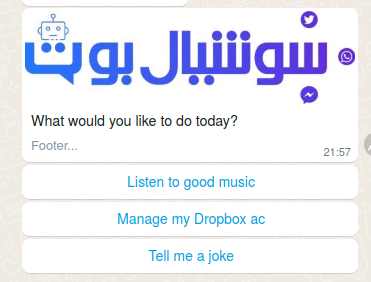 سوشيال بوت
What would you like to do today?
Footer...
21:57
Listen to good music
Manage my Dropbox ac
Tell me a joke